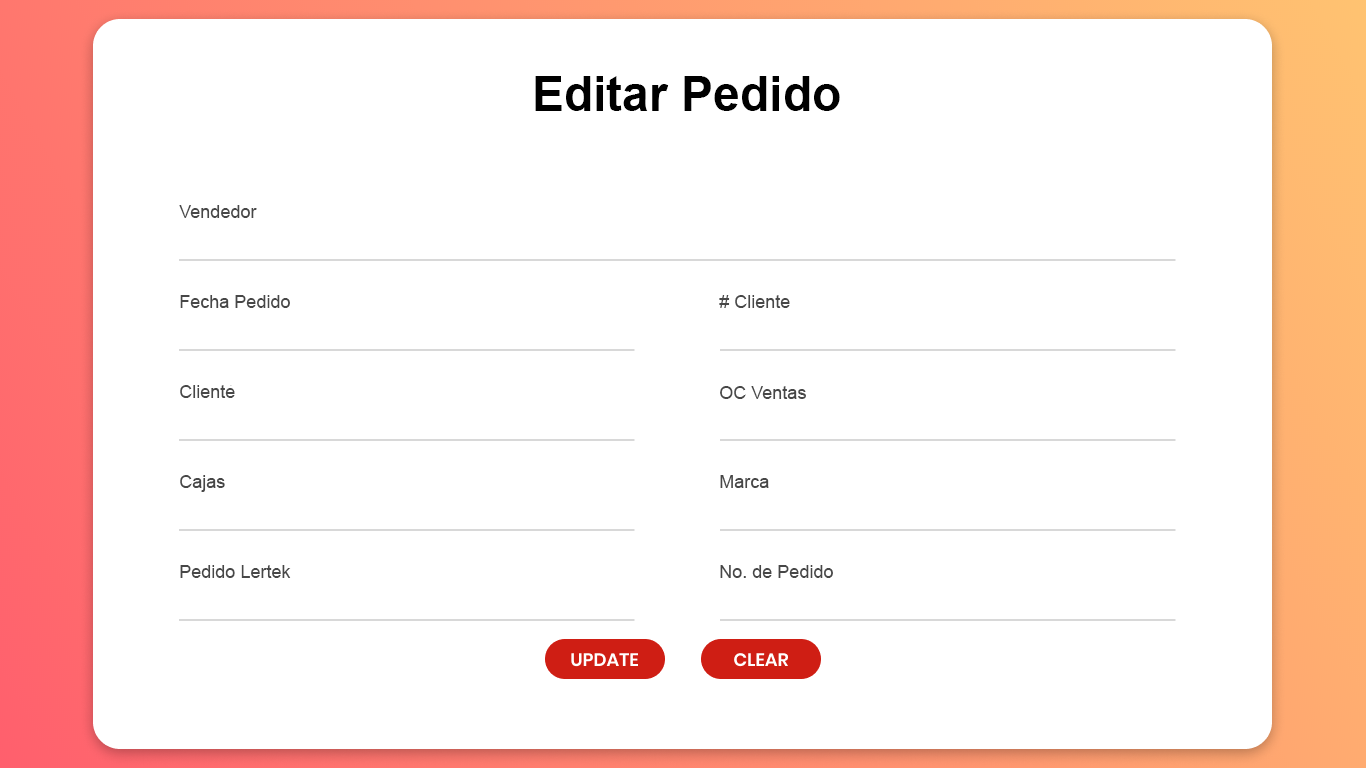 Editar Pedido
Vendedor
Fecha Pedido
# Cliente
Cliente
OC Ventas
Cajas
Marca
Pedido Lertek
No. de Pedido
UPDATE
CLEAR